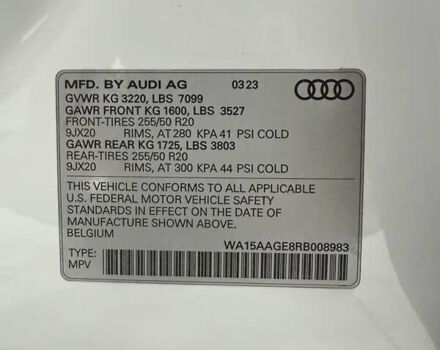 MFD. BY AUDI AG 03 23
GVWR KG 3220, LBS 7099
GAWR FRONT KG 1600, LBS 3527
FRONT-TIRES 255/50 R20
9JX20 RIMS, AT 280 KPA 41 PSI COLD
GAWR REAR KG 1725, LBS 3803
REAR-TIRES 255/50 R20
9JX20 RIMS, AT 300 KPA 44 PSI COLD
THIS VEHICLE CONFORMS TO ALL APPLICABLE
U.S. FEDERAL MOTOR VEHICLE SAFETY
STANDARDS IN EFFECT ON THE DATE OF
MANUFACTURE SHOWN ABOVE.
BELGIUM WA15AAGE8RB008983
TYPE:
MPV